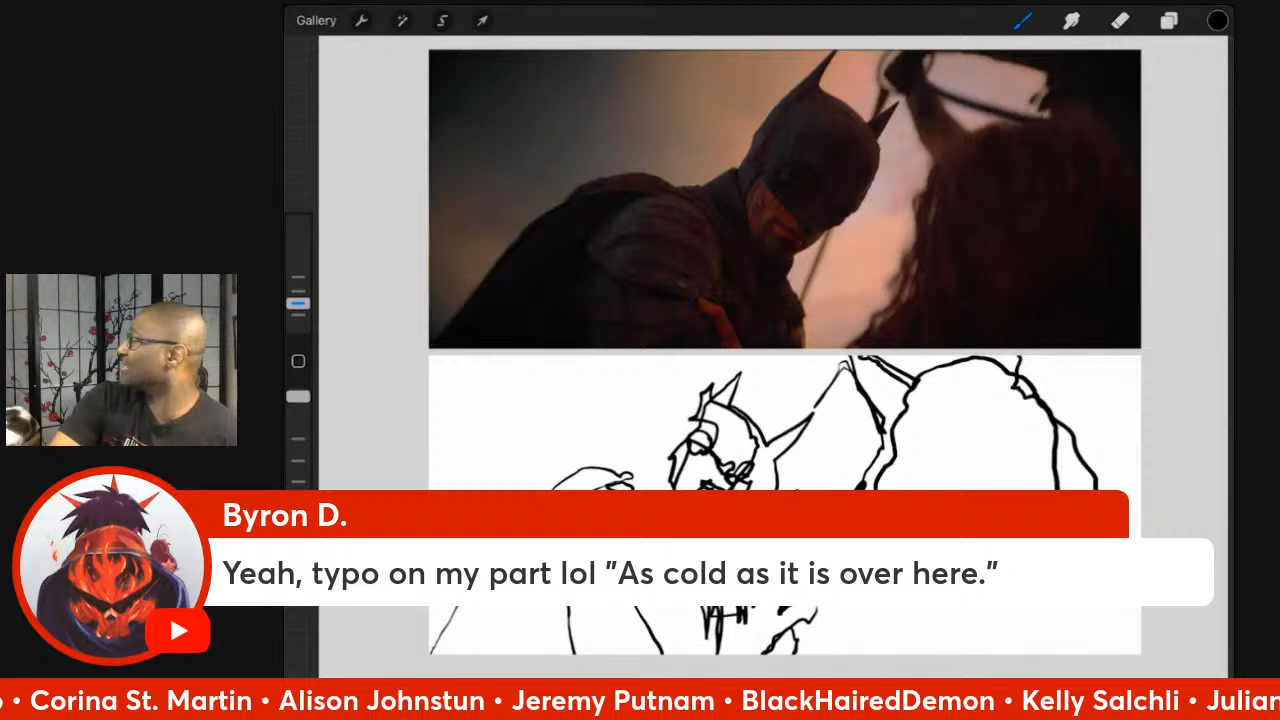 Gallery
Byron D.
Yeah, typo on my part lol "As cold as it is over here."
• Corina St. Martin • Alison Johnstun • Jeremy Putnam • BlackHairedDemon • Kelly Salchli • Julian